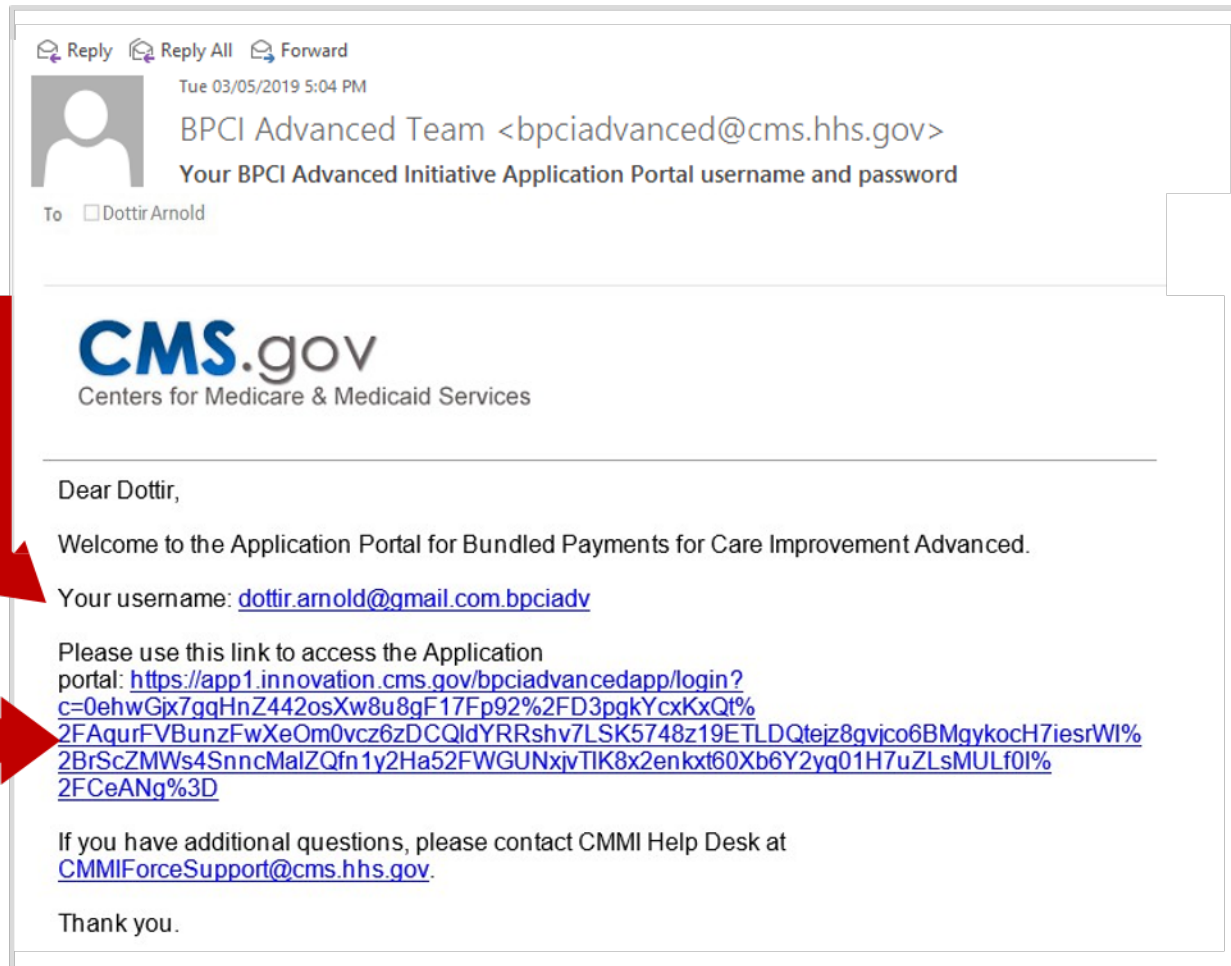 Reply Reply All Forward
Tue 03/05/2019 5:04 PM
BPCI Advanced Team <bpciadvanced@cms.hhs.gov>
Your BPCI Advanced Initiative Application Portal username and password
To Dottir Arnold
CMS.gov
Centers for Medicare & Medicaid Services
Dear Dottir,
Welcome to the Application Portal for Bundled Payments for Care Improvement Advanced.
Your username: dottir.arnold@gmail.com.bpciadv
Please use this link to access the Application
portal: https://app1.innovation.cms.gov/bpciadvancedapp/login?
c=0ehwGjx7gqHnZ442osXw8u8gF17Fp92%2FD3pgkYcxKxQt%
2FAqurFVBunzFwXeOm0vcz6zDCQldYRRshv7LSK5748z19ETLDQtejz8gvjco6BMgykocH7iesrWI%
2BrScZMWs4SnncMalZQfn1y2Ha52FWGUNxjvTlK8x2enkxt60Xb6Y2yq01H7uZLsMULf0l%
2FCeANg%3D
If you have additional questions, please contact CMMI Help Desk at
CMMIForceSupport@cms.hhs.gov.
Thank you.